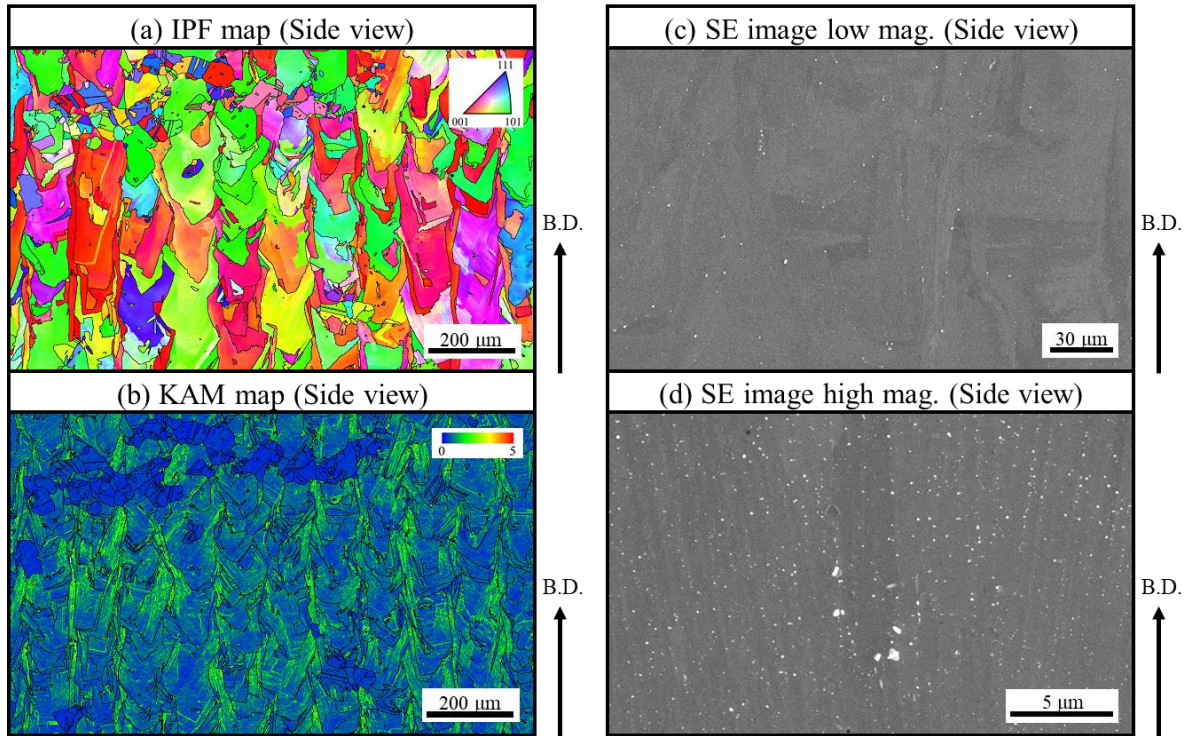 (a) IPF map (Side view)
111
001
101
200 μm
B.D.
(b) KAM map (Side view)
0
5
200 μm
B.D.
(c) SE image low mag. (Side view)
30 μm
B.D.
(d) SE image high mag. (Side view)
5 μm
B.D.